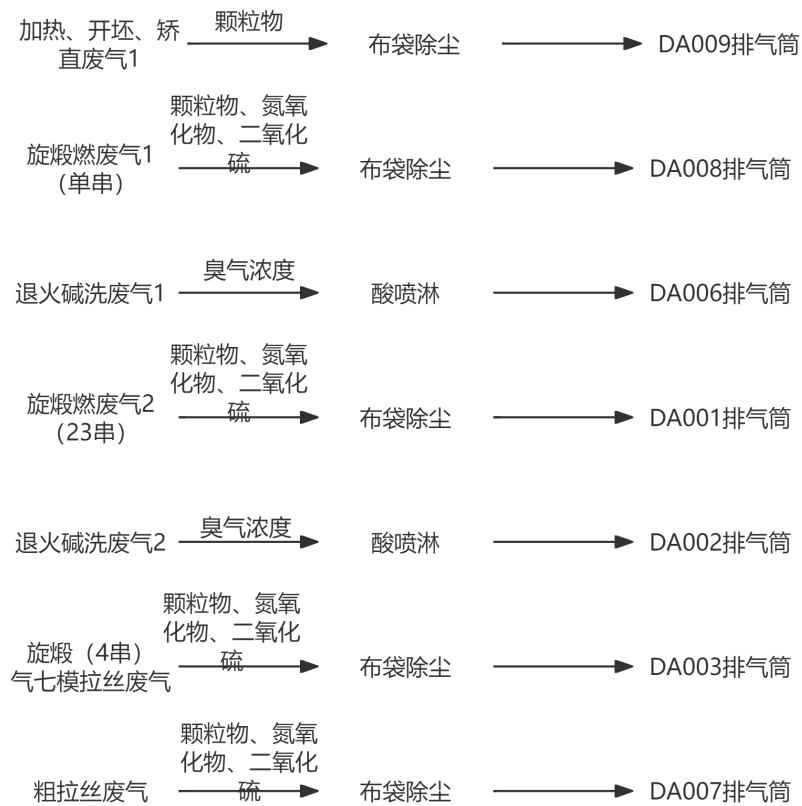 加热、开坯、矫
直废气1
颗粒物
布袋除尘
DA009排气筒
旋煅燃废气1
（单串）
颗粒物、氮氧
化物、二氧化
硫
布袋除尘
DA008排气筒
退火碱洗废气1
臭气浓度
酸喷淋
DA006排气筒
旋煅燃废气2
（23串）
颗粒物、氮氧
化物、二氧化
硫
布袋除尘
DA001排气筒
退火碱洗废气2
臭气浓度
酸喷淋
DA002排气筒
旋煅（4串）
气七模拉丝废气
颗粒物、氮氧
化物、二氧化
硫
布袋除尘
DA003排气筒
粗拉丝废气
颗粒物、氮氧
化物、二氧化
硫
布袋除尘
DA007排气筒